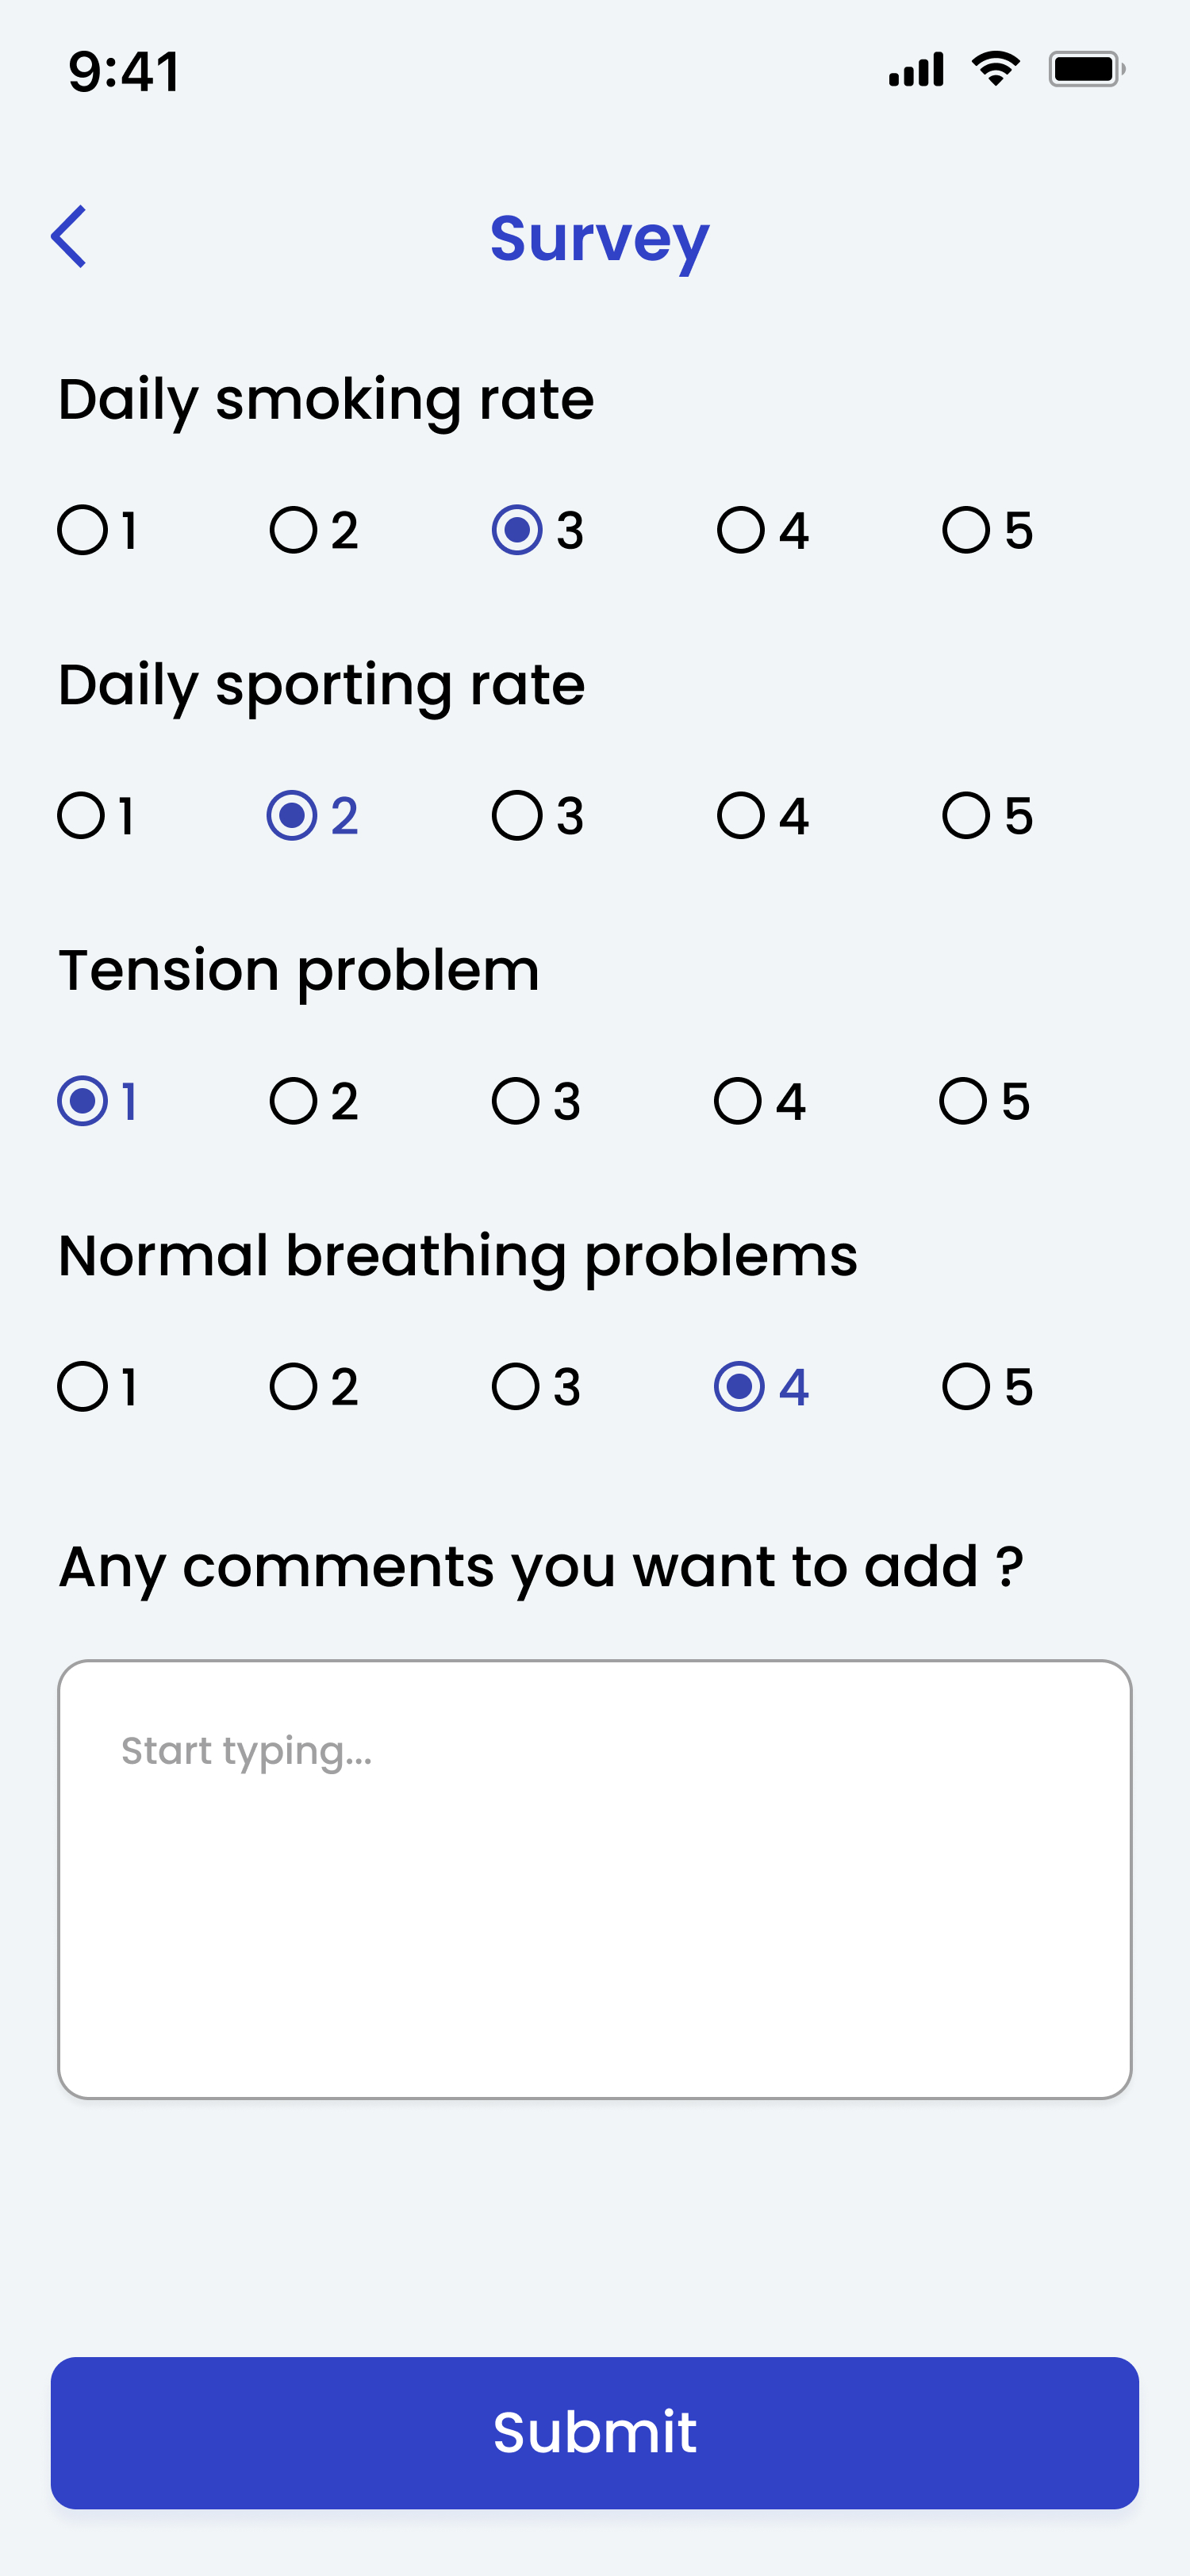 9:41
Survey
Daily smoking rate
1 2 3 4 5
Daily sporting rate
1 2 3 4 5
Tension problem
1 2 3 4 5
Normal breathing problems
1 2 3 4 5
Any comments you want to add ?
Start typing...
Submit